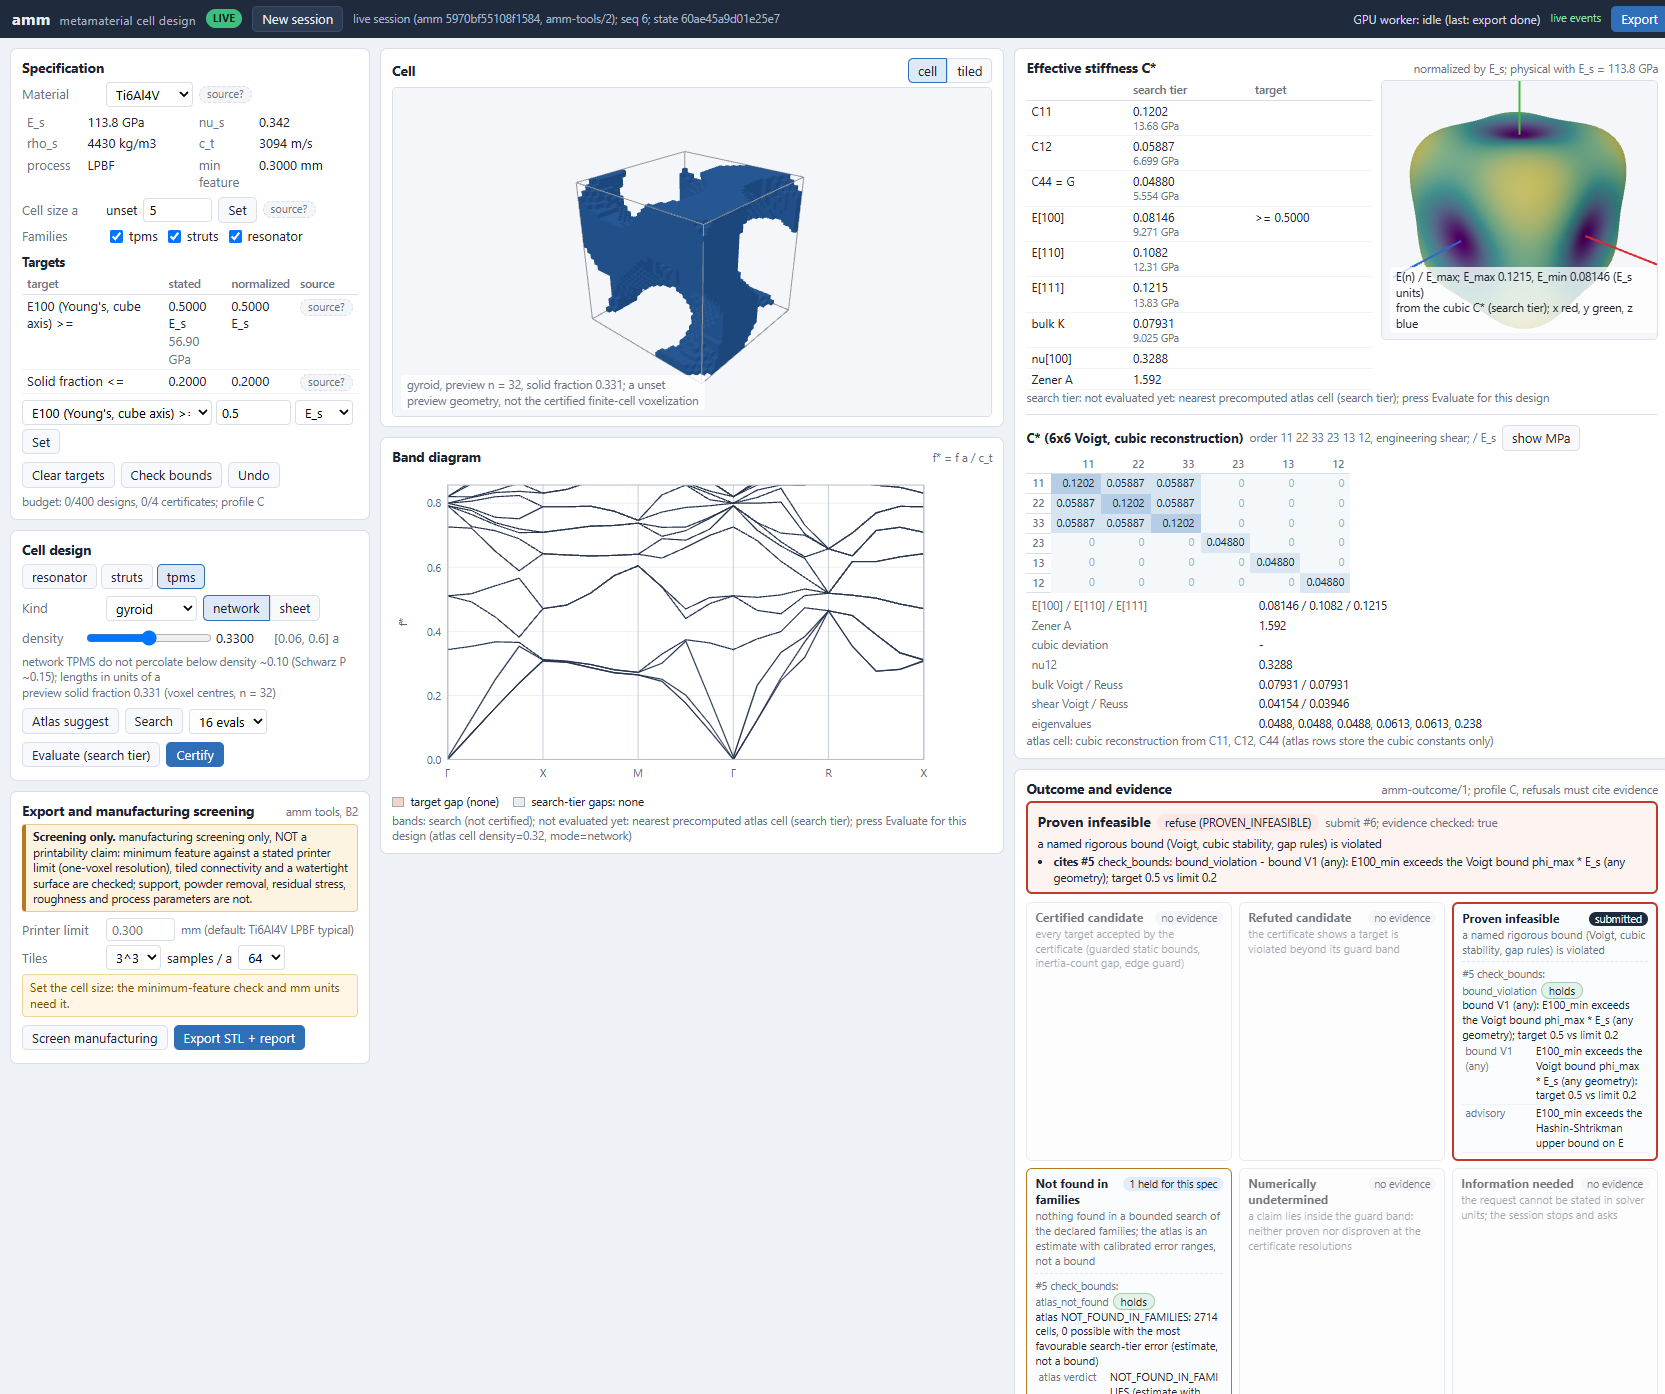 amm metamaterial cell design LIVE New session live session (amm 5970bf55108f1584, amm-tools/2); seq 6; state 60ae45a9d01e25e7 GPU worker: idle (last: export done) live events Export
Specification
Material Ti6Al4V source?
E_s 113.8 GPa nu_s 0.342
rho_s 4430 kg/m3 c_t 3094 m/s
process LPBF min feature 0.3000 mm
Cell size a unset 5 Set source?
Families tpms struts resonator
Targets
target stated normalized source
E100 (Young's, cube axis) >= 0.5000 E_s 56.90 GPa 0.5000 E_s source?
Solid fraction <= 0.2000 0.2000 source?
E100 (Young's, cube axis) >= 0.5 E_s
Set
Clear targets Check bounds Undo
budget: 0/400 designs, 0/4 certificates; profile C
Cell design
resonator struts tpms
Kind gyroid network sheet
density 0.3300 [0.06, 0.6] a
network TPMS do not percolate below density ~0.10 (Schwarz P
~0.15); lengths in units of a
preview solid fraction 0.331 (voxel centres, n = 32)
Atlas suggest Search 16 evals
Evaluate (search tier) Certify
Export and manufacturing screening amm tools, B2
Screening only. manufacturing screening only, NOT a
printability claim: minimum feature against a stated printer
limit (one-voxel resolution), tiled connectivity and a watertight
surface are checked; support, powder removal, residual stress,
roughness and process parameters are not.
Printer limit 0.300 mm (default: Ti6Al4V LPBF typical)
Tiles 3^3 samples / a 64
Set the cell size: the minimum-feature check and mm units
need it.
Screen manufacturing Export STL + report
Cell cell tiled
gyroid, preview n = 32, solid fraction 0.331; a unset
preview geometry, not the certified finite-cell voxelization
Band diagram f* = f a / c_t
0.8
0.6
0.4
0.2
0.0
f*
Γ X M Γ R X
target gap (none) search-tier gaps: none
bands: search (not certified); not evaluated yet: nearest precomputed atlas cell (search tier); press Evaluate for this
design (atlas cell density=0.32, mode=network)
Effective stiffness C* normalized by E_s; physical with E_s = 113.8 GPa
search tier target
C11 0.1202
13.68 GPa
C12 0.05887
6.699 GPa
C44 = G 0.04880
5.554 GPa
E[100] 0.08146 >= 0.5000
9.271 GPa
E[110] 0.1082
12.31 GPa
E[111] 0.1215
13.83 GPa
bulk K 0.07931
9.025 GPa
nu[100] 0.3288
Zener A 1.592
E(n) / E_max; E_max 0.1215, E_min 0.08146 (E_s
units)
from the cubic C* (search tier); x red, y green, z
blue
search tier: not evaluated yet: nearest precomputed atlas cell (search tier); press Evaluate for this design
C* (6x6 Voigt, cubic reconstruction) order 11 22 33 23 13 12, engineering shear; / E_s show MPa
11 22 33 23 13 12
11 0.1202 0.05887 0.05887 0 0 0
22 0.05887 0.1202 0.05887 0 0 0
33 0.05887 0.05887 0.1202 0 0 0
23 0 0 0 0.04880 0 0
13 0 0 0 0 0.04880 0
12 0 0 0 0 0 0.04880
E[100] / E[110] / E[111] 0.08146 / 0.1082 / 0.1215
Zener A 1.592
cubic deviation -
nu12 0.3288
bulk Voigt / Reuss 0.07931 / 0.07931
shear Voigt / Reuss 0.04154 / 0.03946
eigenvalues 0.0488, 0.0488, 0.0488, 0.0613, 0.0613, 0.238
atlas cell: cubic reconstruction from C11, C12, C44 (atlas rows store the cubic constants only)
Outcome and evidence amm-outcome/1; profile C, refusals must cite evidence
Proven infeasible refuse (PROVEN_INFEASIBLE) submit #6; evidence checked: true
a named rigorous bound (Voigt, cubic stability, gap rules) is violated
• cites #5 check_bounds: bound_violation - bound V1 (any): E100_min exceeds the Voigt bound phi_max * E_s (any
geometry); target 0.5 vs limit 0.2
Certified candidate no evidence
every target accepted by the
certificate (guarded static bounds,
inertia-count gap, edge guard)
Refuted candidate no evidence
the certificate shows a target is
violated beyond its guard band
Proven infeasible submitted
a named rigorous bound (Voigt, cubic
stability, gap rules) is violated
#5 check_bounds:
bound_violation holds
bound V1 (any): E100_min exceeds
the Voigt bound phi_max * E_s (any
geometry); target 0.5 vs limit 0.2
bound V1 (any) E100_min exceeds the
Voigt bound phi_max
* E_s (any
geometry):
target 0.5 vs limit 0.2
advisory E100_min exceeds the
Hashin-Shtrikman
upper bound on E
Not found in families 1 held for this spec
nothing found in a bounded search of
the declared families; the atlas is an
estimate with calibrated error ranges,
not a bound
#5 check_bounds:
atlas_not_found holds
atlas NOT_FOUND_IN_FAMILIES: 2714
cells, 0 possible with the most
favourable search-tier error (estimate,
not a bound)
atlas verdict NOT_FOUND_IN_FAMI
LIES (estimate with
Numerically undetermined no evidence
a claim lies inside the guard band:
neither proven nor disproven at the
certificate resolutions
Information needed no evidence
the request cannot be stated in solver
units; the session stops and asks